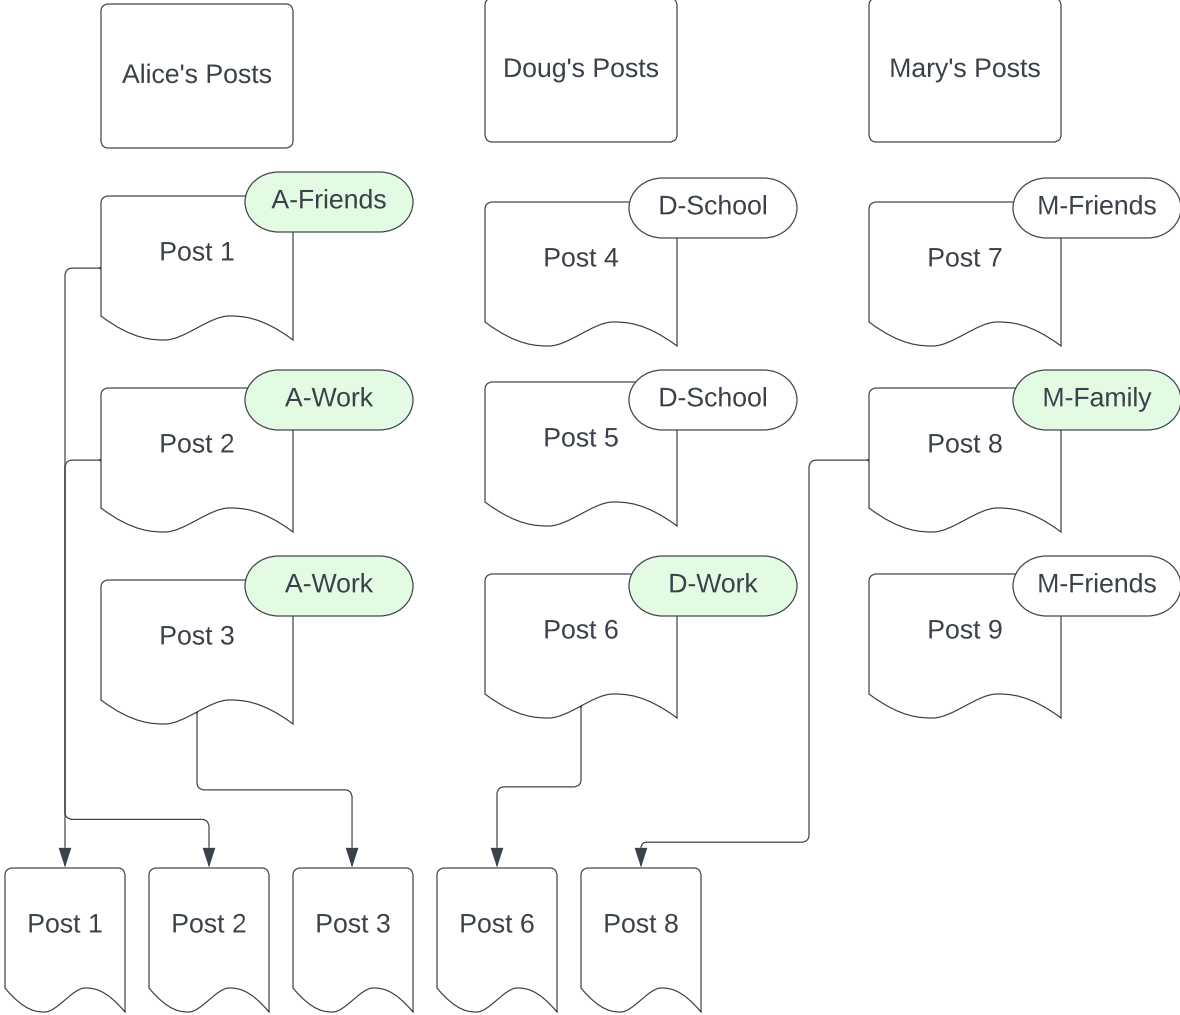 Alice's Posts
Doug's Posts
Mary's Posts
A-Friends
D-School
M-Friends
Post 1
Post 4
Post 7
A-Work
D-School
M-Family
Post 2
Post 5
Post 8
A-Work
D-Work
M-Friends
Post 3
Post 6
Post 9
Post 1
Post 2
Post 3
Post 6
Post 8